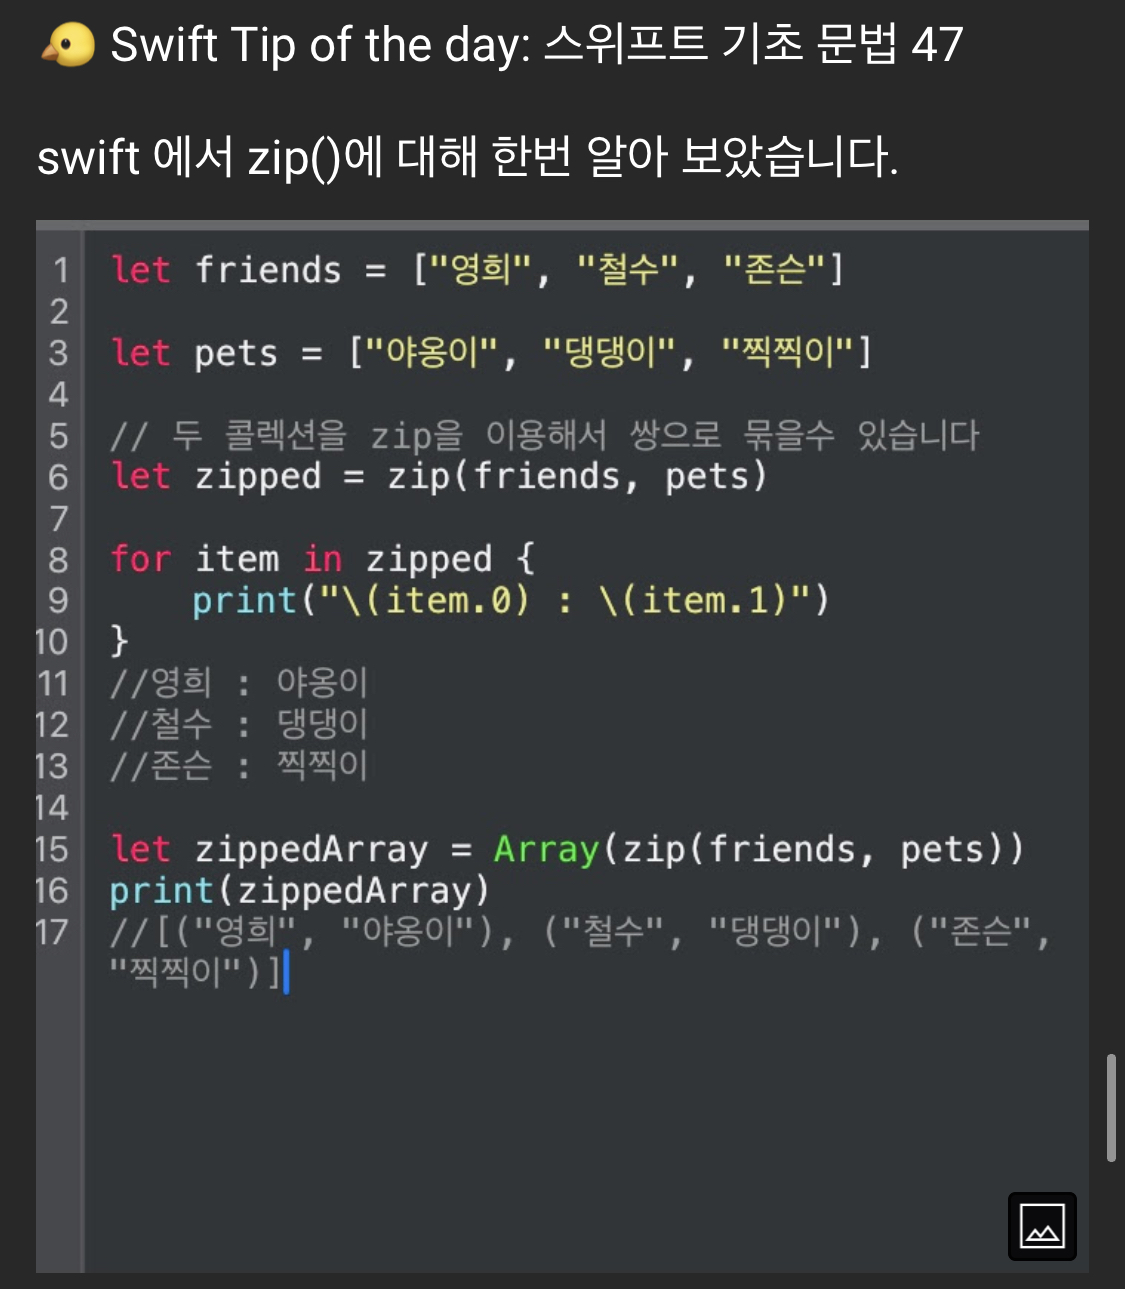 🐤 Swift Tip of the day: 스위프트 기초 문법 47
swift 에서 zip()에 대해 한번 알아 보았습니다.
1 let friends = ["영희", "철수", "존슨"]
2
3 let pets = ["야옹이", "댕댕이", "찍찍이"]
4
5 // 두 콜렉션을 zip을 이용해서 쌍으로 묶을수 있습니다
6 let zipped = zip(friends, pets)
7
8 for item in zipped {
9     print("\(item.0) : \(item.1)")
10 }
11 //영희 : 야옹이
12 //철수 : 댕댕이
13 //존슨 : 찍찍이
14
15 let zippedArray = Array(zip(friends, pets))
16 print(zippedArray)
17 //[("영희", "야옹이"), ("철수", "댕댕이"), ("존슨",
"찍찍이")]